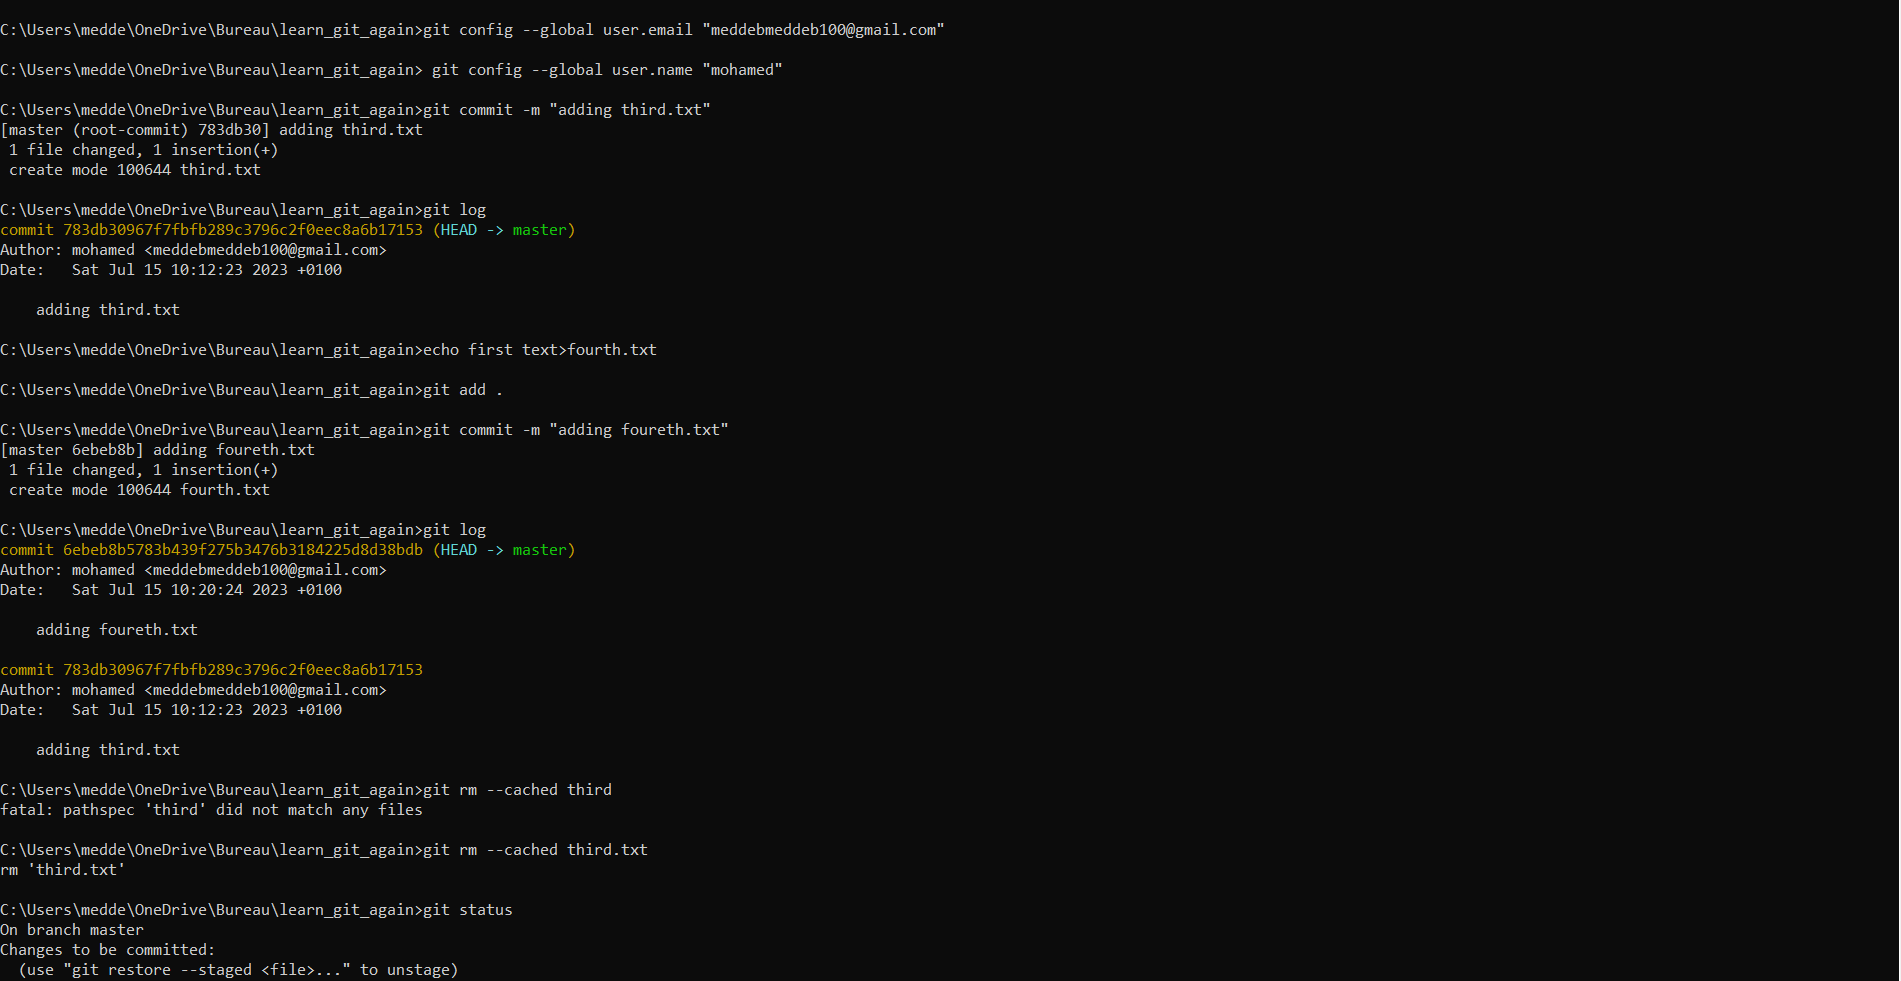 C:\Users\medde\OneDrive\Bureau\learn_git_again>git config --global user.email "meddebmeddeb100@gmail.com"
C:\Users\medde\OneDrive\Bureau\learn_git_again> git config --global user.name "mohamed"
C:\Users\medde\OneDrive\Bureau\learn_git_again>git commit -m "adding third.txt"
[master (root-commit) 783db30] adding third.txt
 1 file changed, 1 insertion(+)
 create mode 100644 third.txt
C:\Users\medde\OneDrive\Bureau\learn_git_again>git log
commit 783db30967f7fbfb289c3796c2f0eec8a6b17153 (HEAD -> master)
Author: mohamed <meddebmeddeb100@gmail.com>
Date:   Sat Jul 15 10:12:23 2023 +0100
    adding third.txt
C:\Users\medde\OneDrive\Bureau\learn_git_again>echo first text>fourth.txt
C:\Users\medde\OneDrive\Bureau\learn_git_again>git add .
C:\Users\medde\OneDrive\Bureau\learn_git_again>git commit -m "adding foureth.txt"
[master 6ebeb8b] adding foureth.txt
 1 file changed, 1 insertion(+)
 create mode 100644 fourth.txt
C:\Users\medde\OneDrive\Bureau\learn_git_again>git log
commit 6ebeb8b5783b439f275b3476b3184225d8d38bdb (HEAD -> master)
Author: mohamed <meddebmeddeb100@gmail.com>
Date:   Sat Jul 15 10:20:24 2023 +0100
    adding foureth.txt
commit 783db30967f7fbfb289c3796c2f0eec8a6b17153
Author: mohamed <meddebmeddeb100@gmail.com>
Date:   Sat Jul 15 10:12:23 2023 +0100
    adding third.txt
C:\Users\medde\OneDrive\Bureau\learn_git_again>git rm --cached third
fatal: pathspec 'third' did not match any files
C:\Users\medde\OneDrive\Bureau\learn_git_again>git rm --cached third.txt
rm 'third.txt'
C:\Users\medde\OneDrive\Bureau\learn_git_again>git status
On branch master
Changes to be committed:
  (use "git restore --staged <file>..." to unstage)